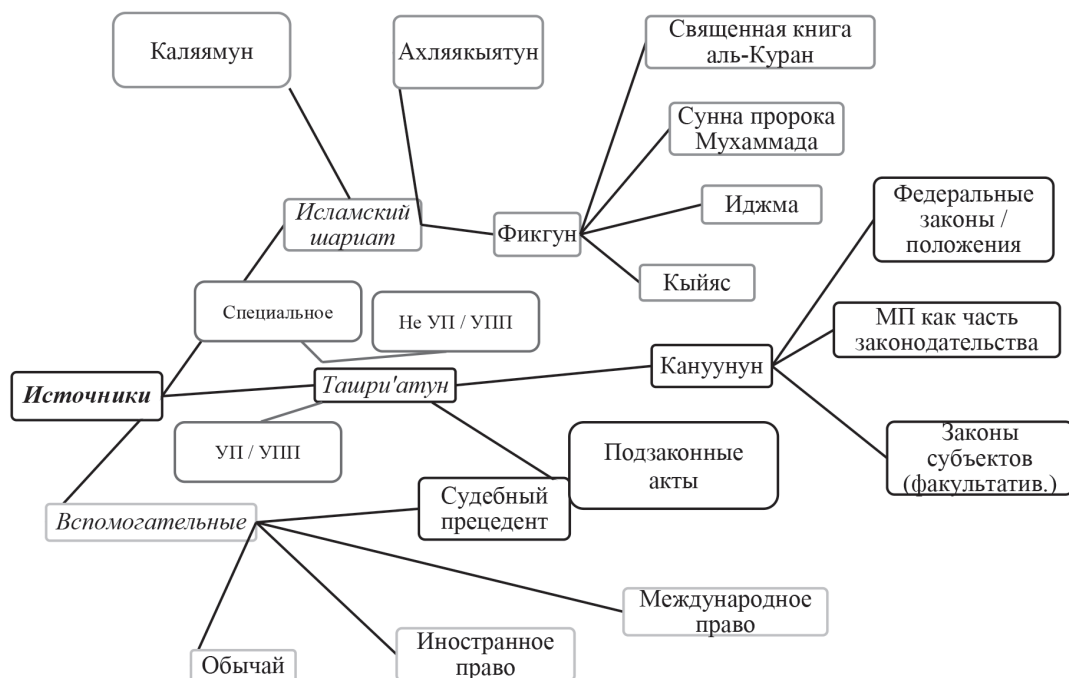 Каляямун
Ахляякыятун
Священная книга
аль-Куран
Сунна пророка
Мухаммада
Иджма
Кыйяс
Фикгун
Исламский
шариат
Федеральные
законы /
положения
МП как часть
законодательства
Законы
субъектов
(факультатив.)
Кануунун
Специальное
Не УП / УПП
Источники
Ташри'атун
УП / УПП
Подзаконные
акты
Судебный
прецедент
Вспомогательные
Международное
право
Иностранное
право
Обычай